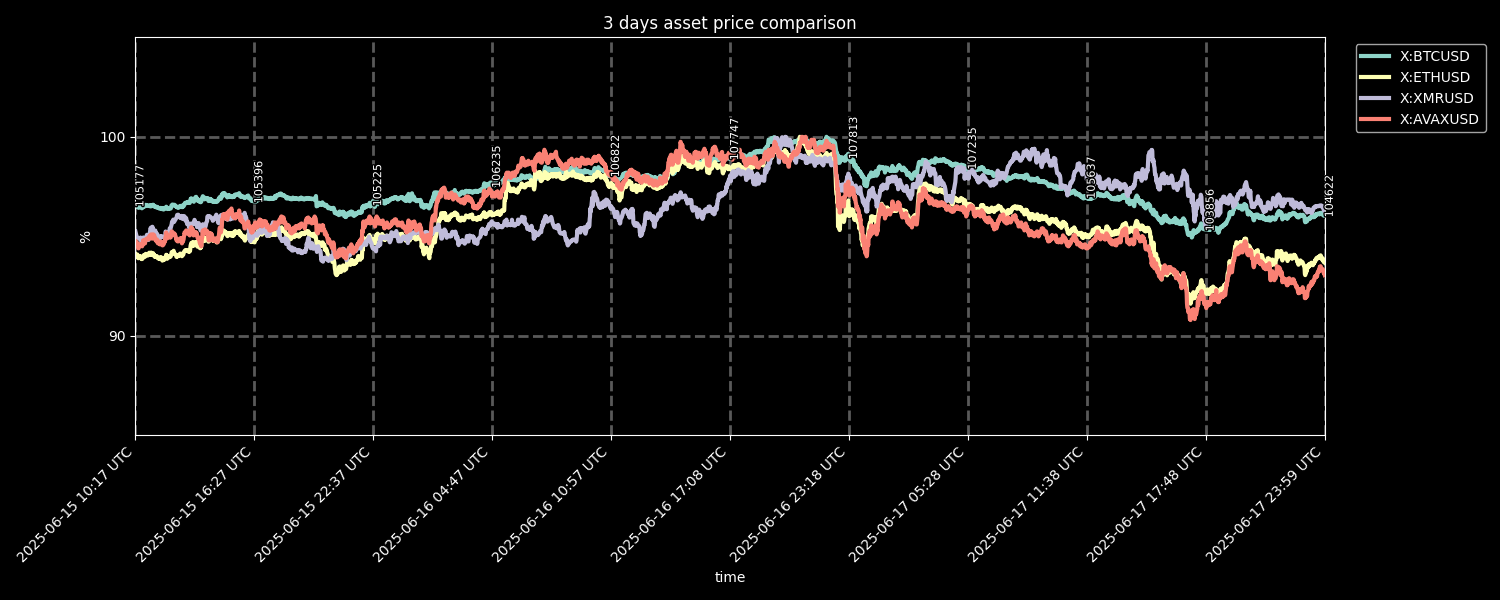 3 days asset price comparison
X:BTCUSD
X:ETHUSD
X:XMRUSD
X:AVAXUSD
100
90
%
105177
105396
105225
106235
106822
107747
107813
107235
105637
103856
104622
2025-06-15 10:17 UTC
2025-06-15 16:27 UTC
2025-06-15 22:37 UTC
2025-06-16 04:47 UTC
2025-06-16 10:57 UTC
2025-06-16 17:08 UTC
2025-06-16 23:18 UTC
2025-06-17 05:28 UTC
2025-06-17 11:38 UTC
2025-06-17 17:48 UTC
2025-06-17 23:59 UTC
time